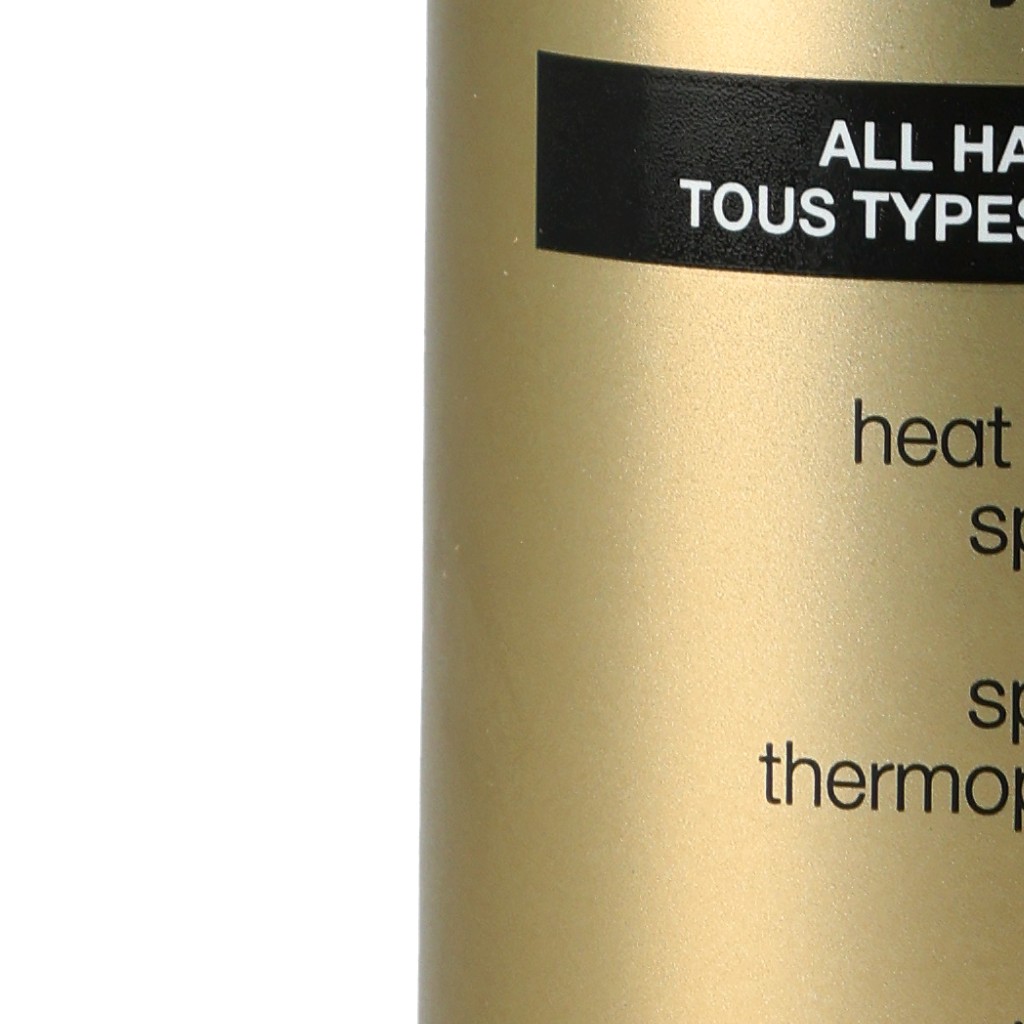 ALL HA
TOUS TYPES
heat
sp
sp
thermop